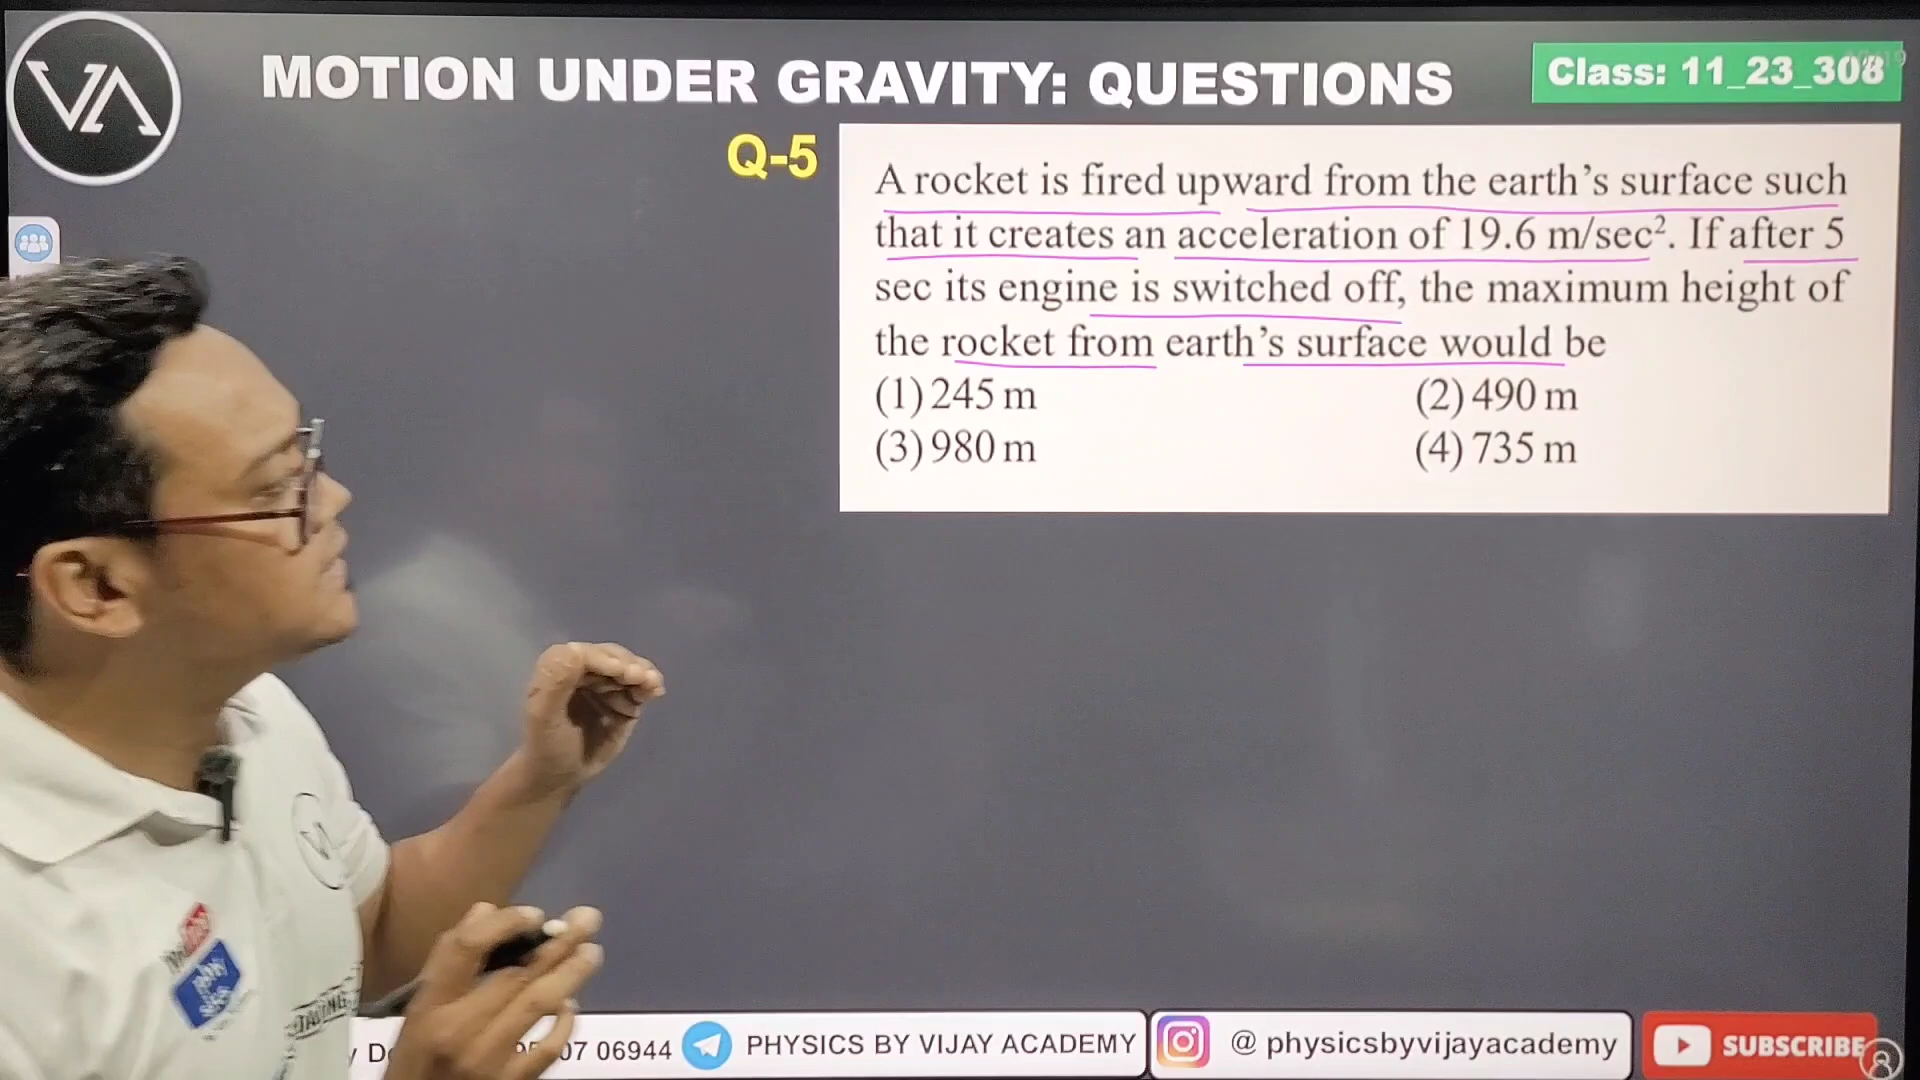 VA
MOTION UNDER GRAVITY: QUESTIONS
Class: 11_23_308
Q-5
A rocket is fired upward from the earth’s surface such
that it creates an acceleration of 19.6 m/sec². If after 5
sec its engine is switched off, the maximum height of
the rocket from earth’s surface would be
(1) 245 m
(2) 490 m
(3) 980 m
(4) 735 m
07 06944
PHYSICS BY VIJAY ACADEMY
@ physicsbyvijayacademy
SUBSCRIBE